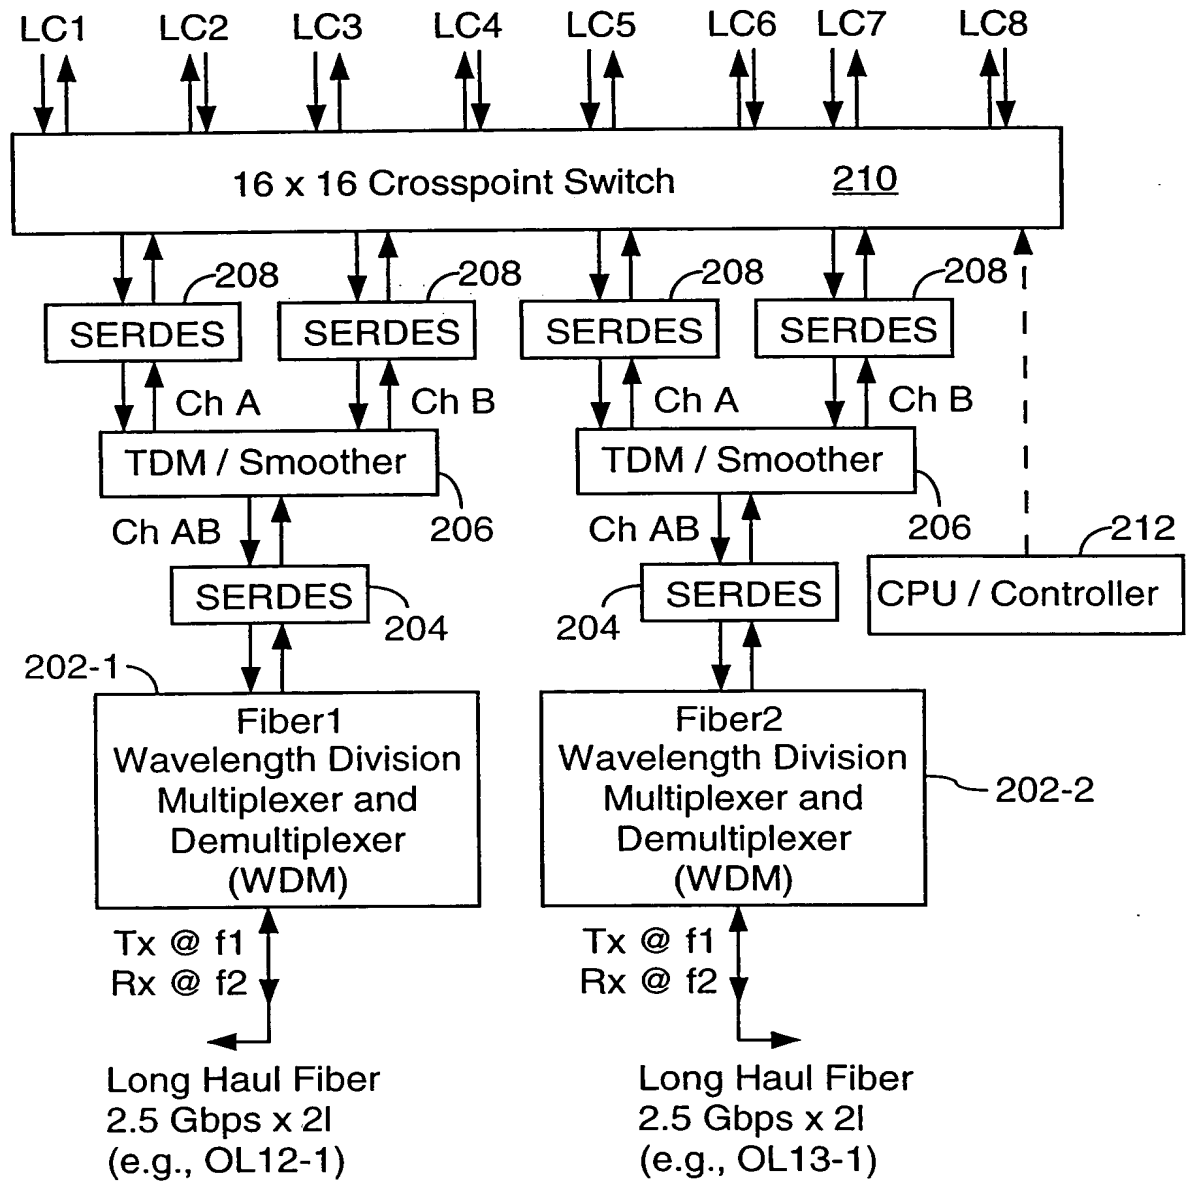 LC1 LC2 LC3 LC4 LC5 LC6 LC7 LC8
16 x 16 Crosspoint Switch 210
208 208 208 208
SERDES SERDES SERDES SERDES
Ch A Ch B Ch A Ch B
TDM / Smoother TDM / Smoother
206 206
Ch AB Ch AB
212
CPU / Controller
SERDES SERDES
204 204
202-1
Fiber1
Wavelength Division
Multiplexer and
Demultiplexer
(WDM)
Fiber2
Wavelength Division
Multiplexer and
Demultiplexer
(WDM)
202-2
Tx @ f1
Rx @ f2
Tx @ f1
Rx @ f2
Long Haul Fiber
2.5 Gbps x 2l
(e.g., OL12-1)
Long Haul Fiber
2.5 Gbps x 2l
(e.g., OL13-1)